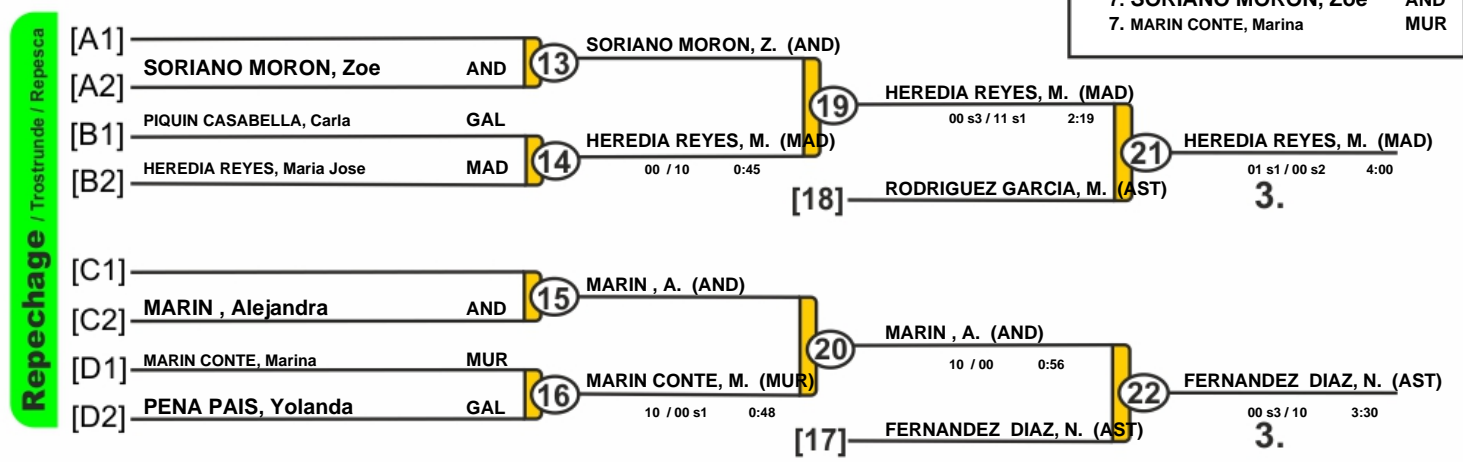 7. SORIANO MORON, Zoe AND
7. MARIN CONTE, Marina MUR
Repechage / Trostrunde / Repesca
[A1]
SORIANO MORON, Zoe AND
[A2]
13
SORIANO MORON, Z. (AND)
PIQUIN CASABELLA, Carla GAL
[B1]
HEREDIA REYES, Maria Jose MAD
[B2]
14
HEREDIA REYES, M. (MAD)
00 / 10 0:45
19
HEREDIA REYES, M. (MAD)
00 s3 / 11 s1 2:19
[18]
RODRIGUEZ GARCIA, M. (AST)
21
HEREDIA REYES, M. (MAD)
01 s1 / 00 s2 4:00
3.
[C1]
MARIN , Alejandra AND
[C2]
15
MARIN , A. (AND)
MARIN CONTE, Marina MUR
[D1]
PENA PAIS, Yolanda GAL
[D2]
16
MARIN CONTE, M. (MUR)
10 / 00 s1 0:48
20
MARIN , A. (AND)
10 / 00 0:56
[17]
FERNANDEZ DIAZ, N. (AST)
22
FERNANDEZ DIAZ, N. (AST)
00 s3 / 10 3:30
3.